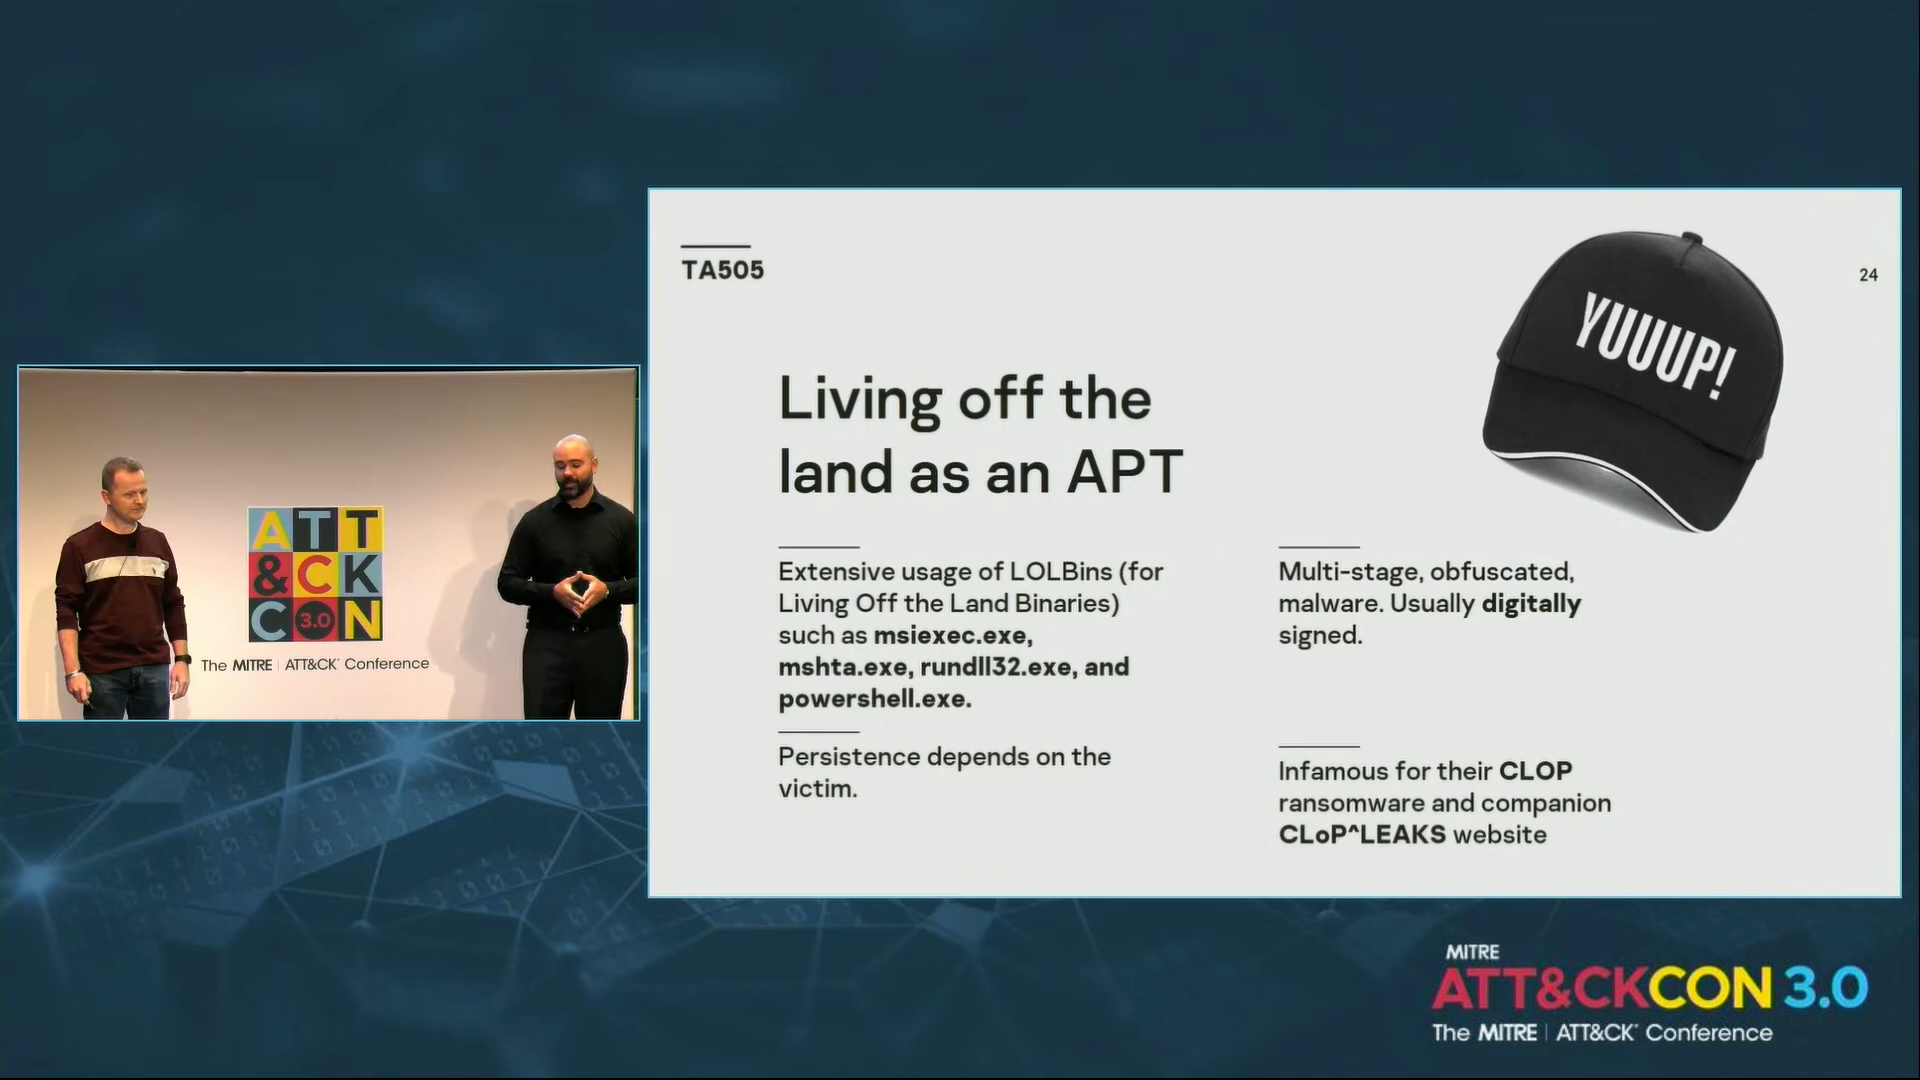 TA505
24
YUUUP!
Living off the
land as an APT
Extensive usage of LOLBins (for
Living Off the Land Binaries)
such as msiexec.exe,
mshta.exe, rundll32.exe, and
powershell.exe.
Persistence depends on the
victim.
Multi-stage, obfuscated,
malware. Usually digitally
signed.
Infamous for their CLOP
ransomware and companion
CLoP^LEAKS website
ATT
&CK
C 3.0 N
The MITRE | ATT&CK® Conference
MITRE
ATT&CKCON 3.0
The MITRE | ATT&CK® Conference